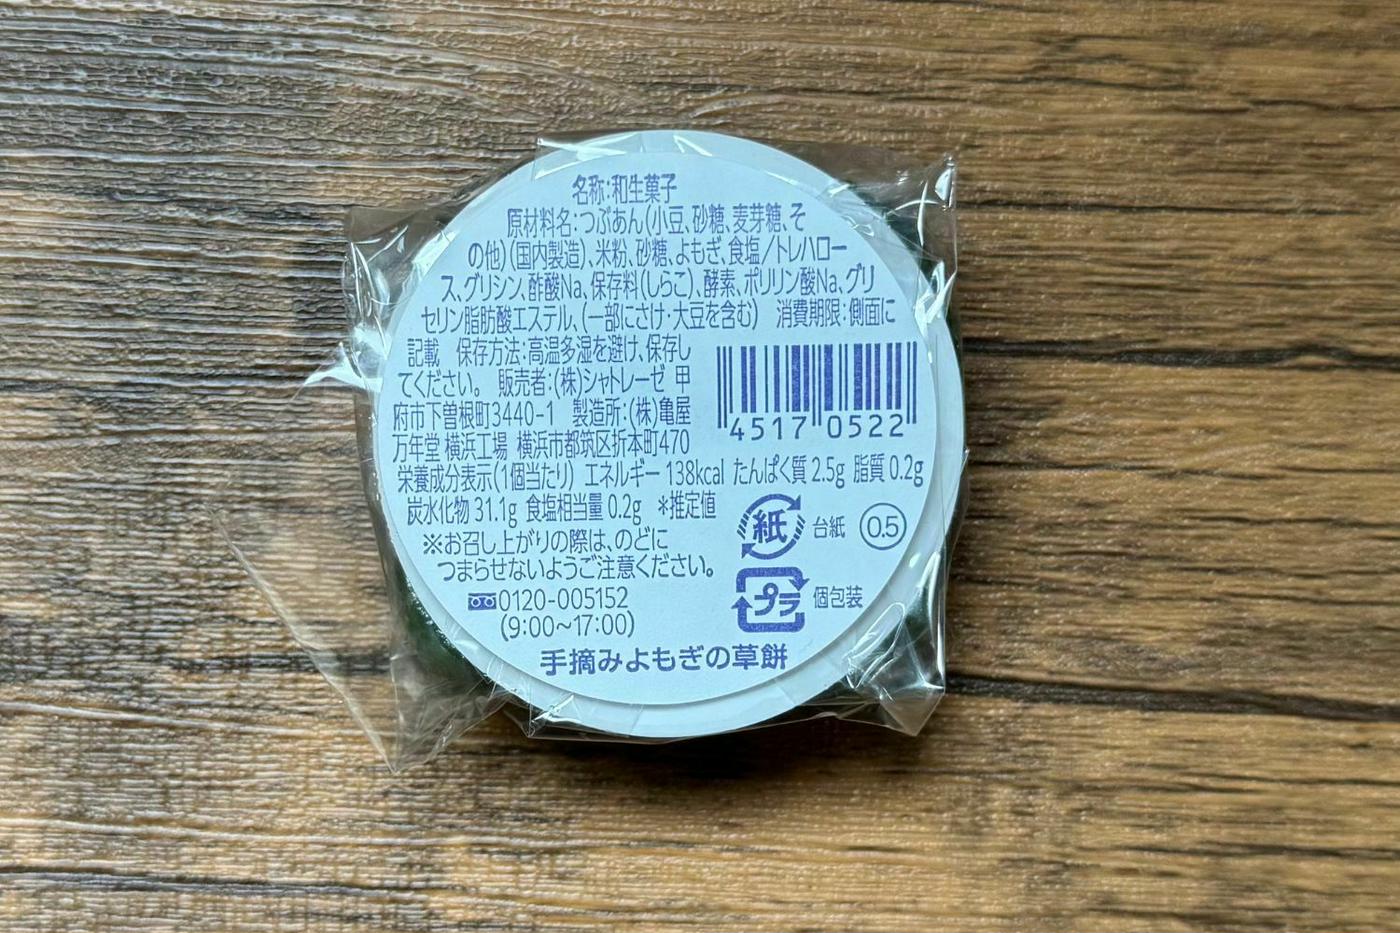 名称:和生菓子
原材料名:つぶあん(小豆、砂糖、麦芽糖、そ
の他)(国内製造)、米粉、砂糖、よもぎ、食塩/トレハロー
ス、グリシン、酢酸Na、保存料(しらこ)、酵素、ポリリン酸Na、グリ
セリン脂肪酸エステル、(一部にさけ・大豆を含む) 消費期限:側面に
記載 保存方法:高温多湿を避け、保存し
てください。 販売者:(株)シャトレーゼ 甲
府市下曽根町3440-1 製造所:(株)亀屋
万年堂 横浜工場 横浜市都筑区折本町470
4517 0522
栄養成分表示(1個当たり) エネルギー 138kcal たんぱく質 2.5g 脂質 0.2g
炭水化物 31.1g 食塩相当量 0.2g *推定値
紙 台紙 0.5
※お召し上がりの際は、のどに
つまらせないようご注意ください。
プラ 個包装
0120-005152
(9:00~17:00)
手摘みよもぎの草餅